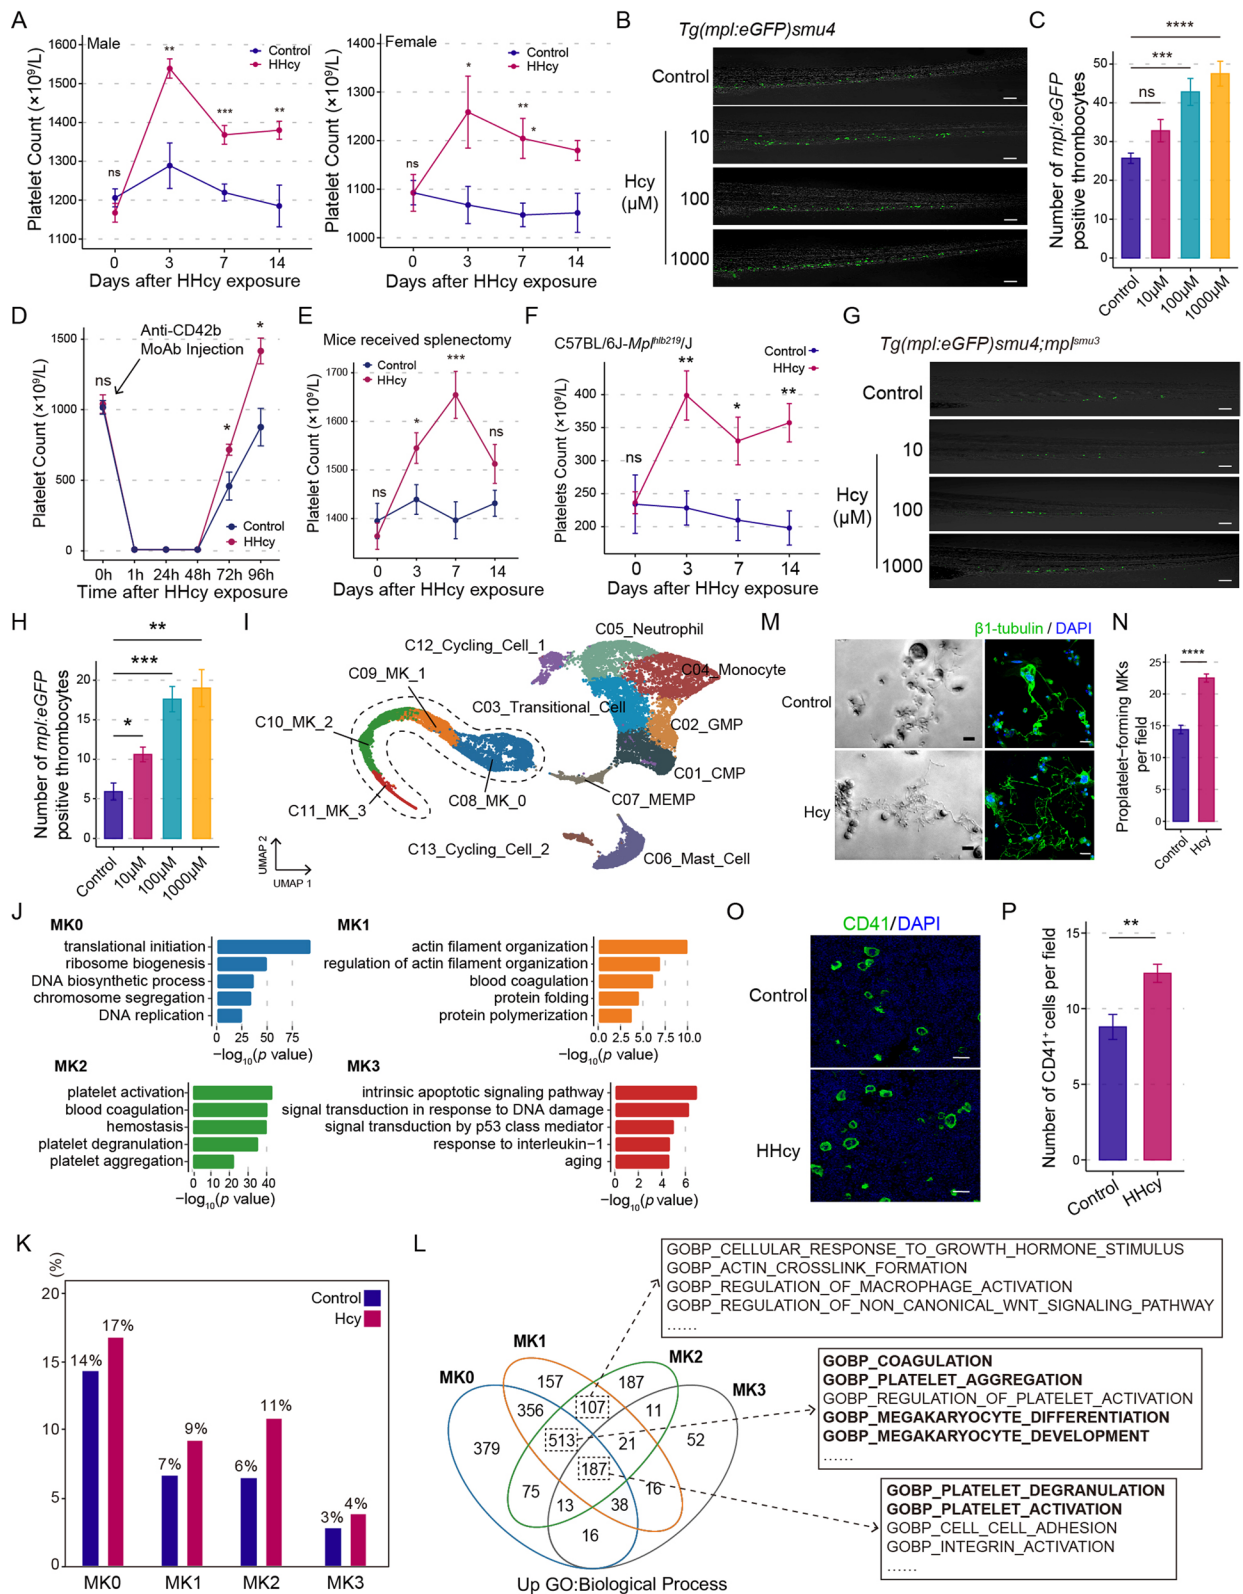 A
Male
Control
HHcy
Platelet Count (×10⁹/L)
1600
1500
1400
1300
1200
1100
ns
**
***
**
0
3
7
14
Days after HHcy exposure
Female
Control
HHcy
Platelet Count (×10⁹/L)
1400
1300
1200
1100
1000
ns
*
**
*
0
3
7
14
Days after HHcy exposure
B
Tg(mpl:eGFP)smu4
Control
10
Hcy
(μM)
100
1000
C
****
***
ns
Number of mpl:eGFP
positive thrombocytes
50
40
30
20
10
0
Control
10μM
100μM
1000μM
D
Anti-CD42b
MoAb Injection
Platelet Count (×10⁹/L)
1500
1000
500
0
ns
*
*
Control
HHcy
0h
1h
24h
48h
72h
96h
Time after HHcy exposure
E
Mice received splenectomy
Control
HHcy
Platelet Count (×10⁹/L)
1700
1600
1500
1400
ns
*
***
ns
0
3
7
14
Days after HHcy exposure
F
C57BL/6J-Mplʰˡᵇ²¹⁹/J
Control
HHcy
Platelets Count (×10⁹/L)
400
350
300
250
200
ns
**
*
**
0
3
7
14
Days after HHcy exposure
G
Tg(mpl:eGFP)smu4;mplˢᵐᵘ³
Control
10
Hcy
(μM)
100
1000
H
**
***
*
Number of mpl:eGFP
positive thrombocytes
20
15
10
5
0
Control
10μM
100μM
1000μM
I
C05_Neutrophil
C12_Cycling_Cell_1
C04_Monocyte
C09_MK_1
C03_Transitional_Cell
C10_MK_2
C02_GMP
C01_CMP
C11_MK_3
C08_MK_0
C07_MEMP
C13_Cycling_Cell_2
C06_Mast_Cell
UMAP 2
UMAP 1
M
β1-tubulin / DAPI
Control
Hcy
N
****
Proplatelet−forming MKs
per field
25
20
15
10
5
0
Control
Hcy
J
MK0
translational initiation
ribosome biogenesis
DNA biosynthetic process
chromosome segregation
DNA replication
0
25
50
75
−log₁₀(p value)
MK1
actin filament organization
regulation of actin filament organization
blood coagulation
protein folding
protein polymerization
0.0
2.5
5.0
7.5
10.0
−log₁₀(p value)
MK2
platelet activation
blood coagulation
hemostasis
platelet degranulation
platelet aggregation
0
10
20
30
40
−log₁₀(p value)
MK3
intrinsic apoptotic signaling pathway
signal transduction in response to DNA damage
signal transduction by p53 class mediator
response to interleukin−1
aging
0
2
4
6
−log₁₀(p value)
O
CD41/DAPI
Control
HHcy
P
**
Number of CD41⁺ cells per field
15
10
5
0
Control
HHcy
K
(%)
20
15
10
5
0
Control
Hcy
14%
17%
7%
9%
6%
11%
3%
4%
MK0
MK1
MK2
MK3
L
GOBP_CELLULAR_RESPONSE_TO_GROWTH_HORMONE_STIMULUS
GOBP_ACTIN_CROSSLINK_FORMATION
GOBP_REGULATION_OF_MACROPHAGE_ACTIVATION
GOBP_REGULATION_OF_NON_CANONICAL_WNT_SIGNALING_PATHWAY
......
MK0
MK1
MK2
MK3
157
187
356
107
11
379
513
21
52
187
75
13
38
16
16
GOBP_COAGULATION
GOBP_PLATELET_AGGREGATION
GOBP_REGULATION_OF_PLATELET_ACTIVATION
GOBP_MEGAKARYOCYTE_DIFFERENTIATION
GOBP_MEGAKARYOCYTE_DEVELOPMENT
......
GOBP_PLATELET_DEGRANULATION
GOBP_PLATELET_ACTIVATION
GOBP_CELL_CELL_ADHESION
GOBP_INTEGRIN_ACTIVATION
......
Up GO:Biological Process